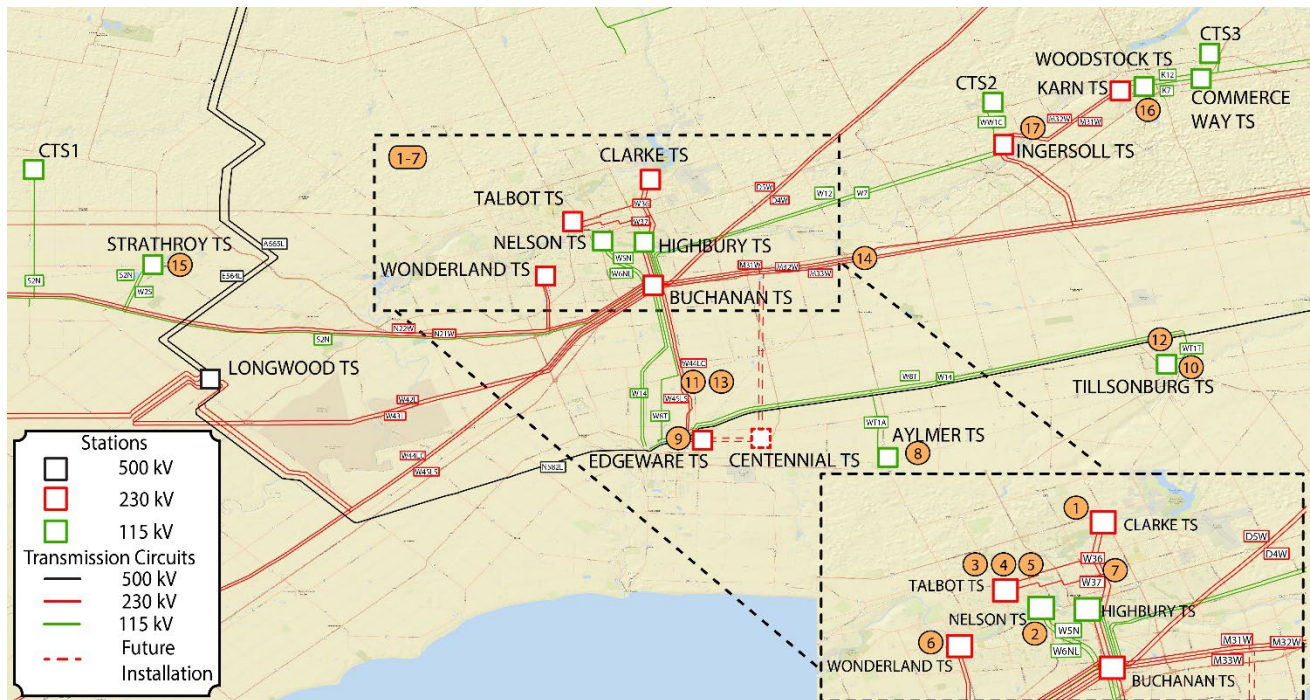 CTS3
WOODSTOCK TS
K12
KARN TS
K7
CTS2
COMMERCE
WAY TS
16
17
M32W
M31W
WW1C
INGERSOLL TS
1-7
CLARKE TS
CTS1
D5W
D4W
W36
TALBOT TS
W37
W12
W7
NELSON TS
HIGHBURY TS
W5N
W6NL
STRATHROY TS
15
A565L
S2N
W2S
E564L
S2N
WONDERLAND TS
M31W
M32W
M33W
14
BUCHANAN TS
N22W
N21W
S2N
LONGWOOD TS
W44LC
11
13
W14
W45LS
W8T
W8T
W14
12
WT1T
10
TILLSONBURG TS
W42L
W43L
WT1A
9
EDGEWARE TS
CENTENNIAL TS
AYLMER TS
8
W44LC
W45LS
N582L
Stations
500 kV
230 kV
115 kV
Transmission Circuits
500 kV
230 kV
115 kV
Future
Installation
1
CLARKE TS
D5W
D4W
3
4
5
W36
7
TALBOT TS
W37
NELSON TS
HIGHBURY TS
2
W5N
6
W6NL
WONDERLAND TS
M31W
M32W
M33W
BUCHANAN TS